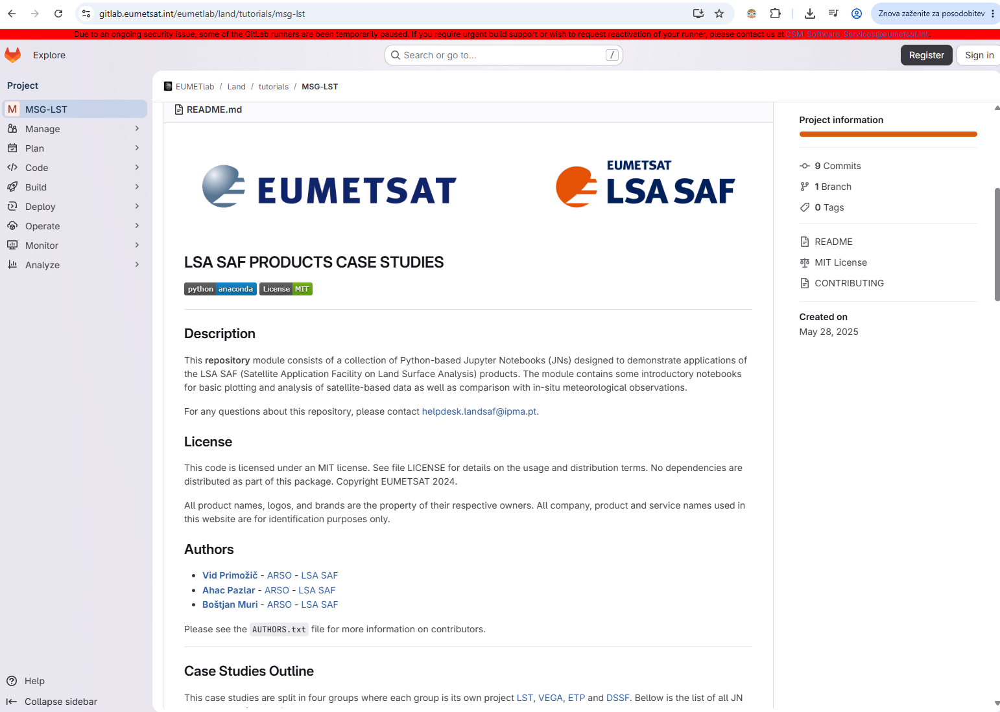 gitlab.eumetsat.int/eumetlab/land/tutorials/msg-lst
Znova zaženite za posodobitev
Due to an ongoing security issue, some of the GitLab runners are been temporarily paused. If you require urgent build support or wish to request reactivation of your runner, please contact us at CSM-Software-Services@eumetsat.int.
Explore
Search or go to...
/
Register
Sign in
Project
M MSG-LST
Manage
Plan
Code
Build
Deploy
Operate
Monitor
Analyze
Help
Collapse sidebar
EUMETlab / Land / tutorials / MSG-LST
README.md
EUMETSAT
EUMETSAT
LSA SAF
LSA SAF PRODUCTS CASE STUDIES
python anaconda License MIT
Description
This repository module consists of a collection of Python-based Jupyter Notebooks (JNs) designed to demonstrate applications of
the LSA SAF (Satellite Application Facility on Land Surface Analysis) products. The module contains some introductory notebooks
for basic plotting and analysis of satellite-based data as well as comparison with in-situ meteorological observations.
For any questions about this repository, please contact helpdesk.landsaf@ipma.pt.
License
This code is licensed under an MIT license. See file LICENSE for details on the usage and distribution terms. No dependencies are
distributed as part of this package. Copyright EUMETSAT 2024.
All product names, logos, and brands are the property of their respective owners. All company, product and service names used in
this website are for identification purposes only.
Authors
• Vid Primožič - ARSO - LSA SAF
• Ahac Pazlar - ARSO - LSA SAF
• Boštjan Muri - ARSO - LSA SAF
Please see the AUTHORS.txt file for more information on contributors.
Case Studies Outline
This case studies are split in four groups where each group is its own project LST, VEGA, ETP and DSSF. Bellow is the list of all JN
Project information
9 Commits
1 Branch
0 Tags
README
MIT License
CONTRIBUTING
Created on
May 28, 2025